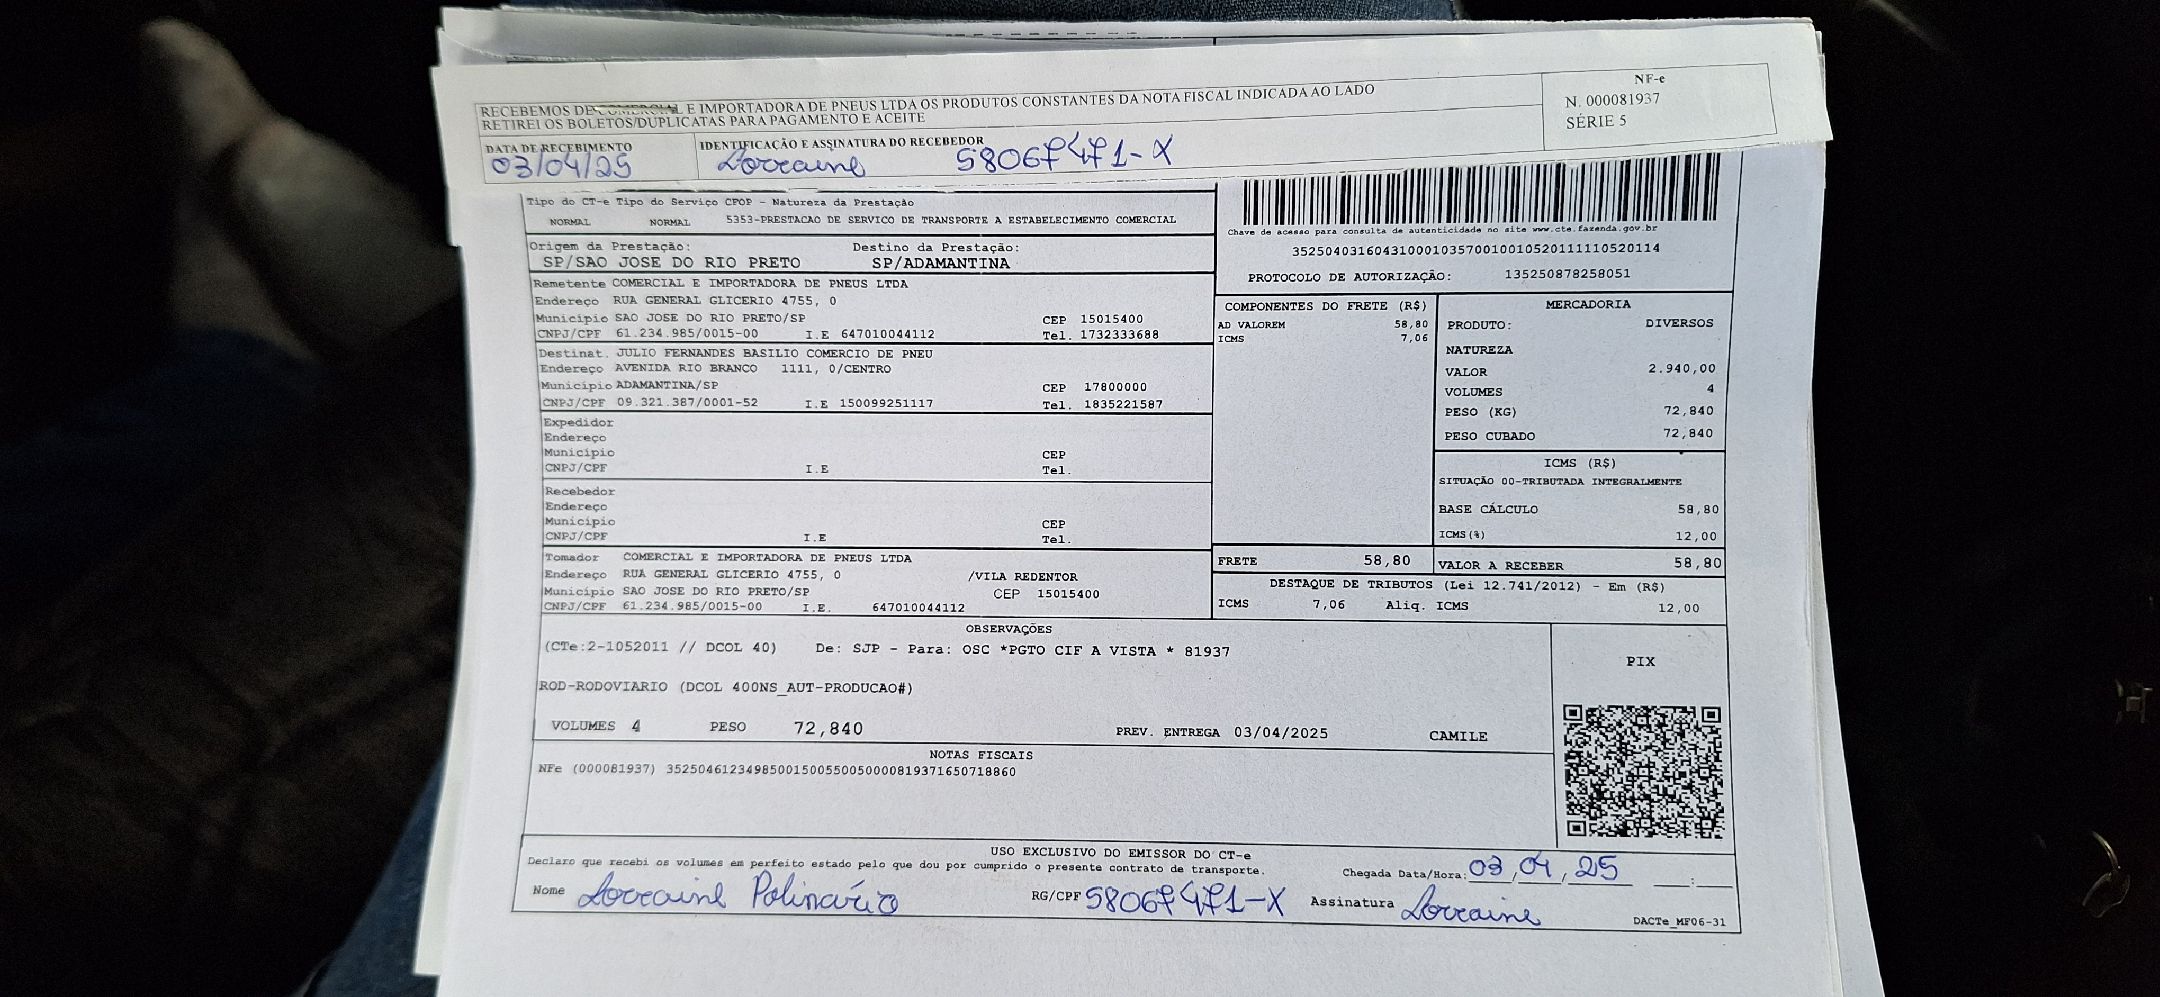 RECEBEMOS DE COMERCIAL E IMPORTADORA DE PNEUS LTDA OS PRODUTOS CONSTANTES DA NOTA FISCAL INDICADA AO LADO
RETIREI OS BOLETOS/DUPLICATAS PARA PAGAMENTO E ACEITE
NF-e
N. 000081937
SÉRIE 5
DATA DE RECEBIMENTO
03/04/25
IDENTIFICAÇÃO E ASSINATURA DO RECEBEDOR
Lorraine 58067471-X
Tipo do CT-e Tipo do Serviço CFOP - Natureza da Prestação
NORMAL NORMAL 5353-PRESTACAO DE SERVICO DE TRANSPORTE A ESTABELECIMENTO COMERCIAL
Origem da Prestação: Destino da Prestação:
SP/SAO JOSE DO RIO PRETO SP/ADAMANTINA
Chave de acesso para consulta de autenticidade no site www.cte.fazenda.gov.br
35250403160431000103570010010520111110520114
PROTOCOLO DE AUTORIZAÇÃO: 135250878258051
Remetente COMERCIAL E IMPORTADORA DE PNEUS LTDA
Endereço RUA GENERAL GLICERIO 4755, 0
Município SAO JOSE DO RIO PRETO/SP CEP 15015400
CNPJ/CPF 61.234.985/0015-00 I.E 647010044112 Tel. 1732333688
Destinat. JULIO FERNANDES BASILIO COMERCIO DE PNEU
Endereço AVENIDA RIO BRANCO 1111, 0/CENTRO
Município ADAMANTINA/SP CEP 17800000
CNPJ/CPF 09.321.387/0001-52 I.E 150099251117 Tel. 1835221587
Expedidor
Endereço
Município CEP
CNPJ/CPF I.E Tel.
Recebedor
Endereço
Município CEP
CNPJ/CPF I.E Tel.
Tomador COMERCIAL E IMPORTADORA DE PNEUS LTDA
Endereço RUA GENERAL GLICERIO 4755, 0 /VILA REDENTOR
Município SAO JOSE DO RIO PRETO/SP CEP 15015400
CNPJ/CPF 61.234.985/0015-00 I.E. 647010044112
COMPONENTES DO FRETE (R$)
AD VALOREM 58,80
ICMS 7,06
MERCADORIA
PRODUTO: DIVERSOS
NATUREZA
VALOR 2.940,00
VOLUMES 4
PESO (KG) 72,840
PESO CUBADO 72,840
ICMS (R$)
SITUAÇÃO 00-TRIBUTADA INTEGRALMENTE
BASE CÁLCULO 58,80
ICMS(%) 12,00
FRETE 58,80 VALOR A RECEBER 58,80
DESTAQUE DE TRIBUTOS (Lei 12.741/2012) - Em (R$)
ICMS 7,06 Aliq. ICMS 12,00
OBSERVAÇÕES
(CTe:2-1052011 // DCOL 40) De: SJP - Para: OSC *PGTO CIF A VISTA * 81937
ROD-RODOVIARIO (DCOL 400NS_AUT-PRODUCAO#)
VOLUMES 4 PESO 72,840 PREV. ENTREGA 03/04/2025 CAMILE
PIX
NOTAS FISCAIS
NFe (000081937) 35250461234985001500550050000819371650718860
USO EXCLUSIVO DO EMISSOR DO CT-e
Declaro que recebi os volumes em perfeito estado pelo que dou por cumprido o presente contrato de transporte.
Chegada Data/Hora: 03,04,25 __:__
Nome Lorraine Polinário RG/CPF 58067471-X Assinatura Lorraine
DACTe_MF06-31